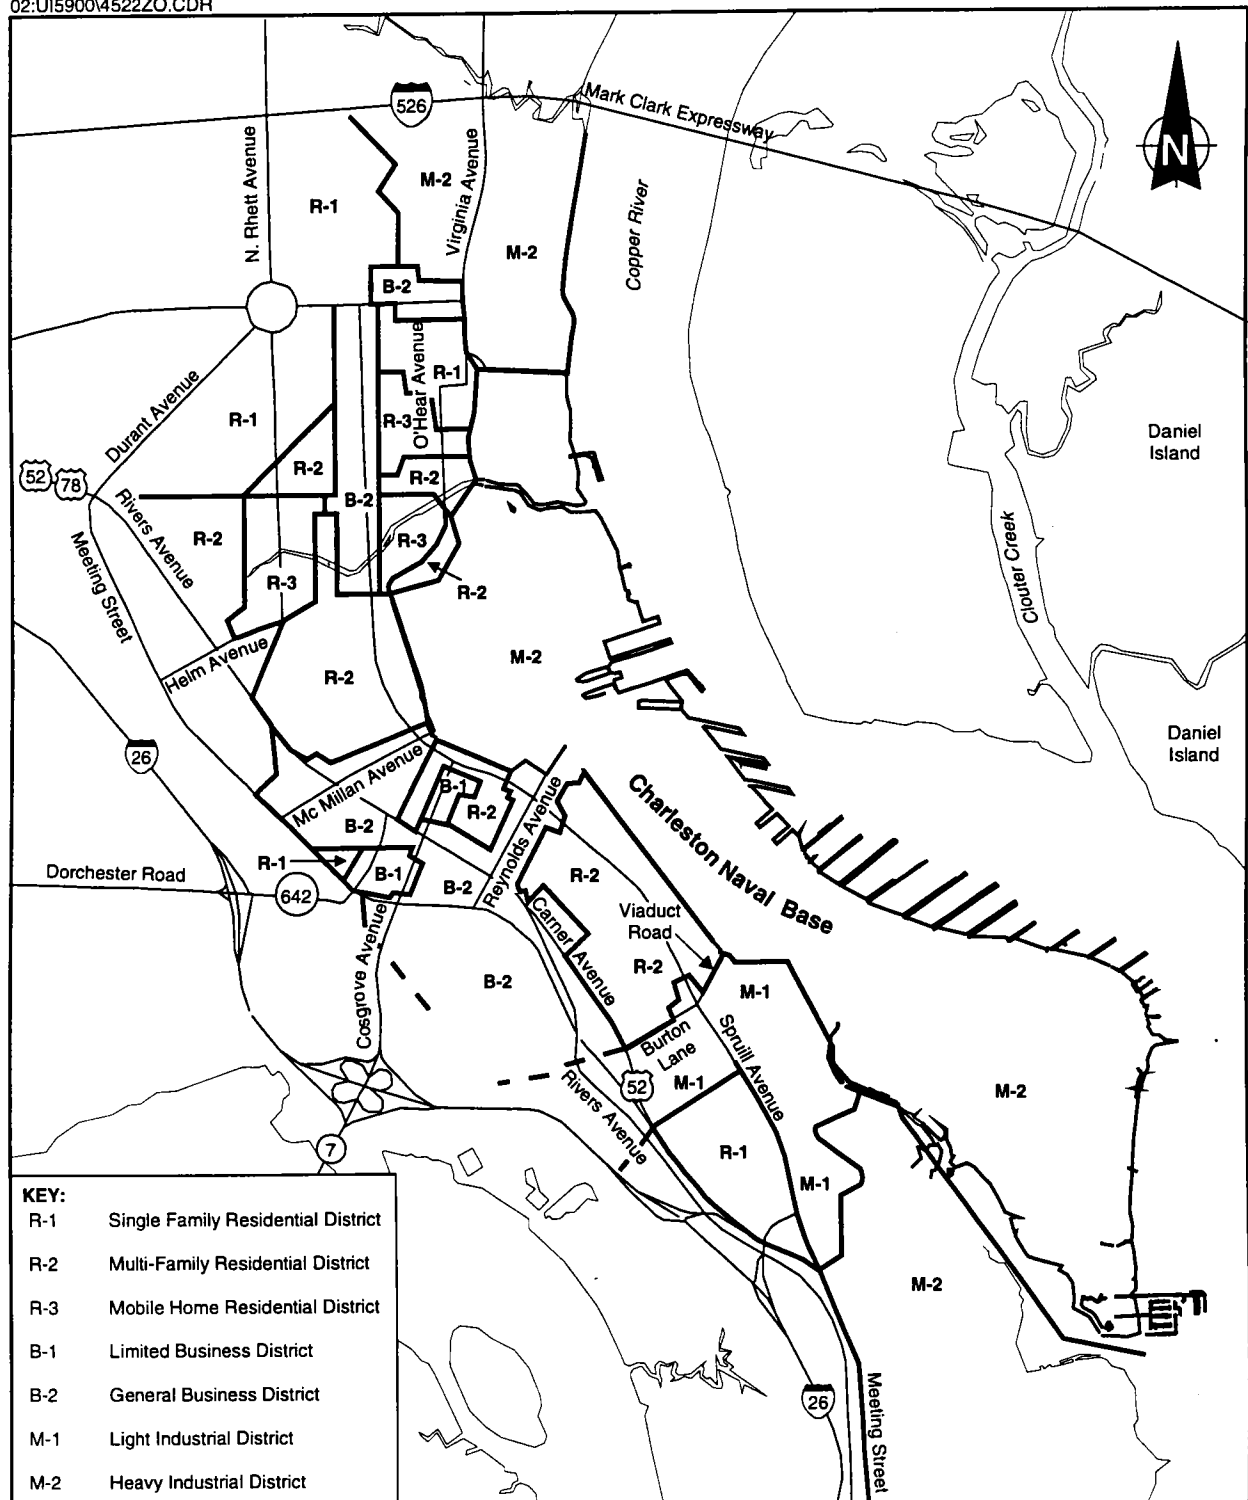 02:UI5900\4522ZO.CDR
526
Mark Clark Expressway
N
N. Rhett Avenue
Virginia Avenue
M-2
R-1
Copper River
M-2
B-2
O'Hear Avenue
R-1
Durant Avenue
R-1
R-3
Daniel
Island
52
78
R-2
R-2
B-2
Rivers Avenue
R-2
R-3
Meeting Street
Clouter Creek
R-3
R-2
Helm Avenue
M-2
R-2
Daniel
Island
26
Mc Millan Avenue
B-1
R-2
Charleston Naval Base
B-2
Reynolds Avenue
R-1
Dorchester Road
B-1
B-2
R-2
642
Carner Avenue
Viaduct
Road
Cosgrove Avenue
R-2
B-2
M-1
Spruill Avenue
Burton
Lane
52
M-1
M-2
Rivers Avenue
7
R-1
M-1
KEY:
R-1 Single Family Residential District
R-2 Multi-Family Residential District
R-3 Mobile Home Residential District
B-1 Limited Business District
B-2 General Business District
M-1 Light Industrial District
M-2 Heavy Industrial District
M-2
26
Meeting Street